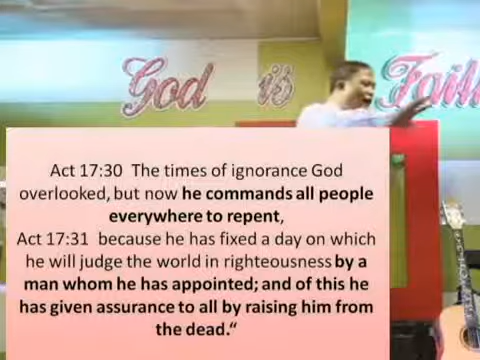 God is Fait
Act 17:30 The times of ignorance God
overlooked, but now he commands all people
everywhere to repent,
Act 17:31 because he has fixed a day on which
he will judge the world in righteousness by a
man whom he has appointed; and of this he
has given assurance to all by raising him from
the dead.“